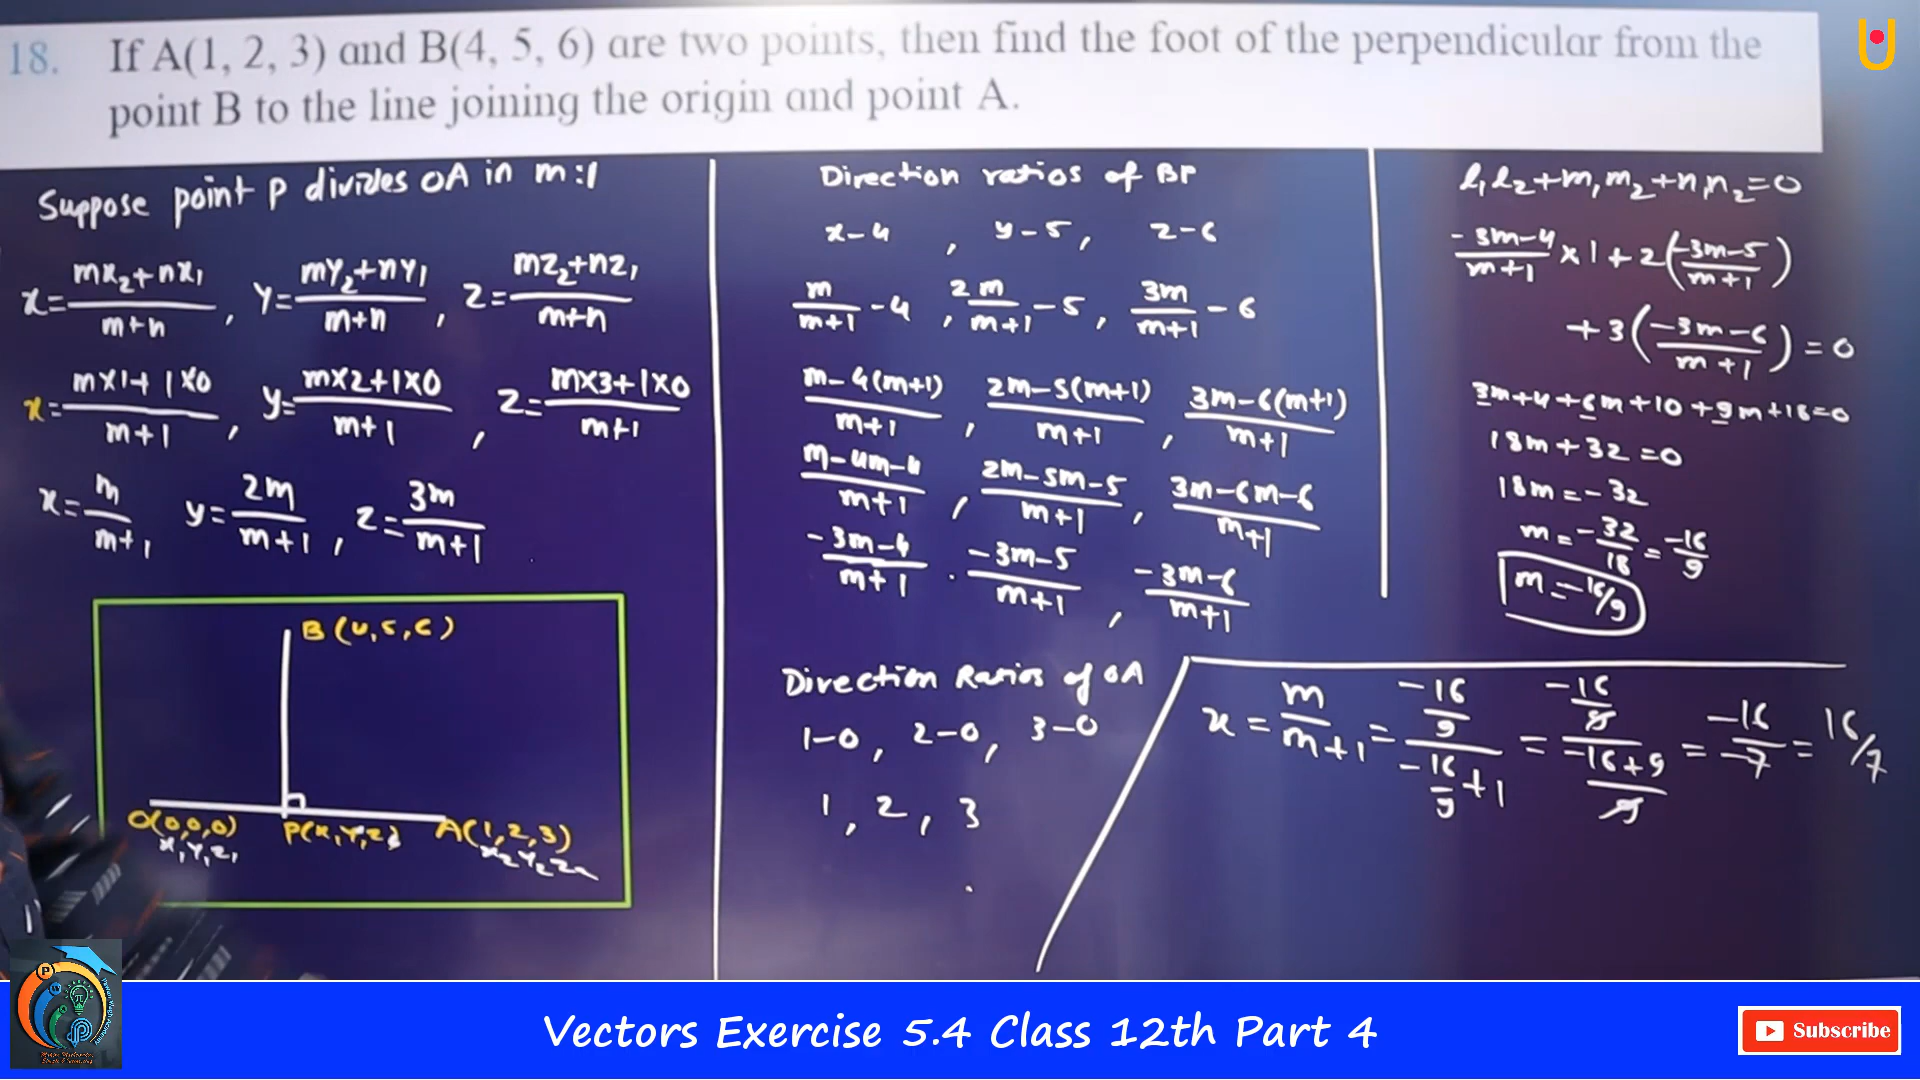 18. If A(1, 2, 3) and B(4, 5, 6) are two points, then find the foot of the perpendicular from the
point B to the line joining the origin and point A.
Suppose point P divides OA in m:1
x = (mx₂+nx₁)/(m+n), y = (my₂+ny₁)/(m+n), z = (mz₂+nz₁)/(m+n)
x = (m×1+1×0)/(m+1), y = (m×2+1×0)/(m+1), z = (m×3+1×0)/(m+1)
x = m/(m+1) y = 2m/(m+1), z = 3m/(m+1)
B(4,5,6)
O(0,0,0) P(x,y,z) A(1,2,3)
x₁y₁z₁ x₂y₂z₂
Direction ratios of BP
x-4, y-5, z-6
m/(m+1) - 4, 2m/(m+1) - 5, 3m/(m+1) - 6
(m-4(m+1))/(m+1), (2m-5(m+1))/(m+1), (3m-6(m+1))/(m+1)
(m-4m-4)/(m+1), (2m-5m-5)/(m+1), (3m-6m-6)/(m+1)
(-3m-4)/(m+1). (-3m-5)/(m+1), (-3m-6)/(m+1)
Direction Ratios of OA
1-0, 2-0, 3-0
1, 2, 3
l₁l₂+m₁m₂+n₁n₂=0
(-3m-4)/(m+1) ×1 + 2((-3m-5)/(m+1))
+ 3((-3m-6)/(m+1)) = 0
3m+4+6m+10+9m+18=0
18m+32=0
18m=-32
m = -32/18 = -16/9
m = -16/9
x = m/(m+1) = (-16/9)/(-16/9+1) = (-16/9)/((-16+9)/9) = -16/-7 = 16/7
Vectors Exercise 5.4 Class 12th Part 4
Subscribe